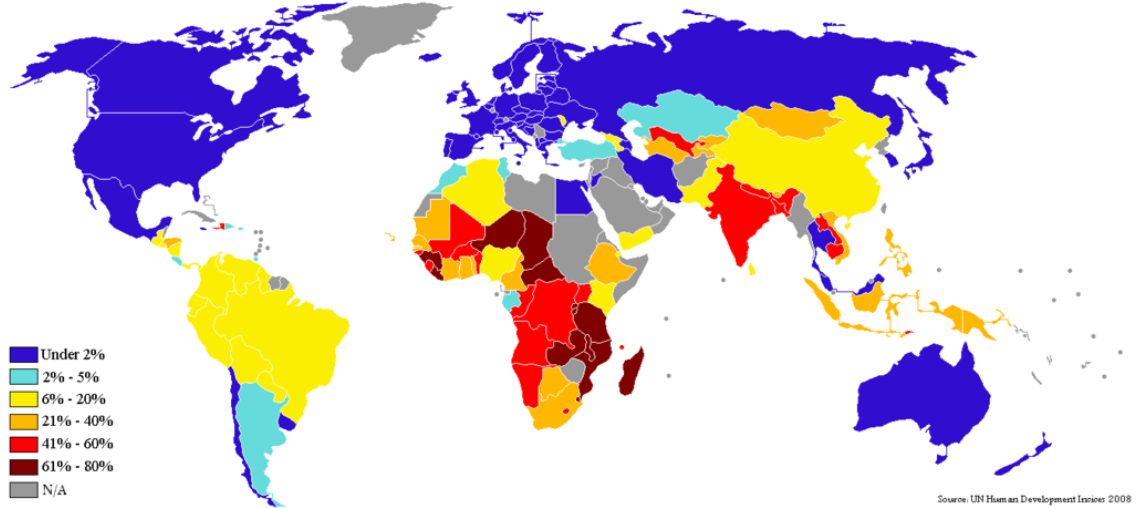 Under 2%
2% - 5%
6% - 20%
21% - 40%
41% - 60%
61% - 80%
N/A
Source: UN Human Development Indices 2008